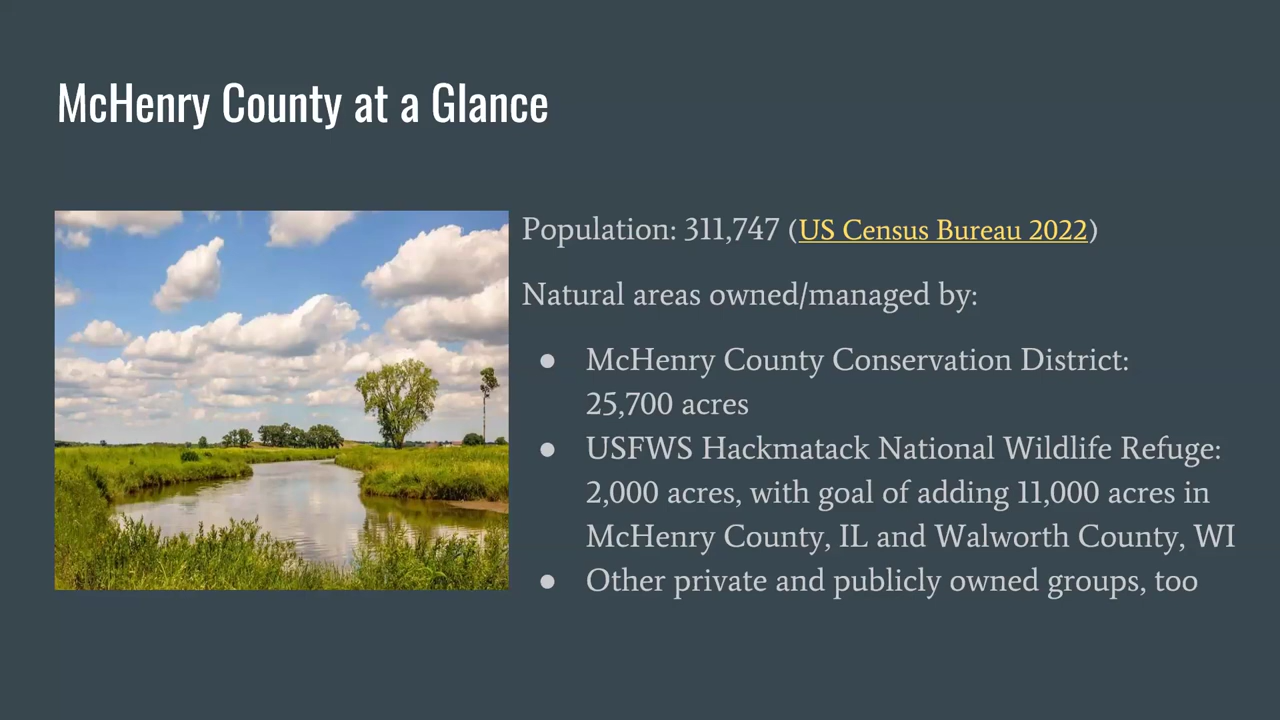 McHenry County at a Glance
Population: 311,747 (US Census Bureau 2022)
Natural areas owned/managed by:
● McHenry County Conservation District:
25,700 acres
● USFWS Hackmatack National Wildlife Refuge:
2,000 acres, with goal of adding 11,000 acres in
McHenry County, IL and Walworth County, WI
● Other private and publicly owned groups, too